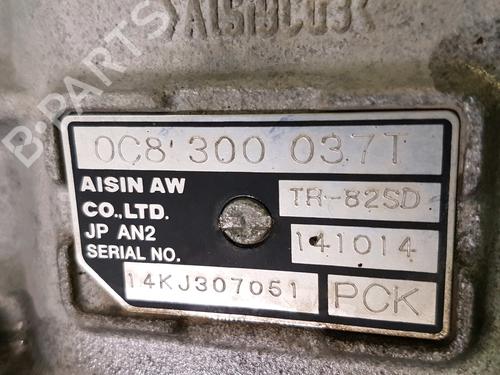 B-PARTS
0C8 300 037T
AISIN AW
CO.,LTD.
JP AN2
SERIAL NO.
TR-82SD
141014
14KJ307051
PCK